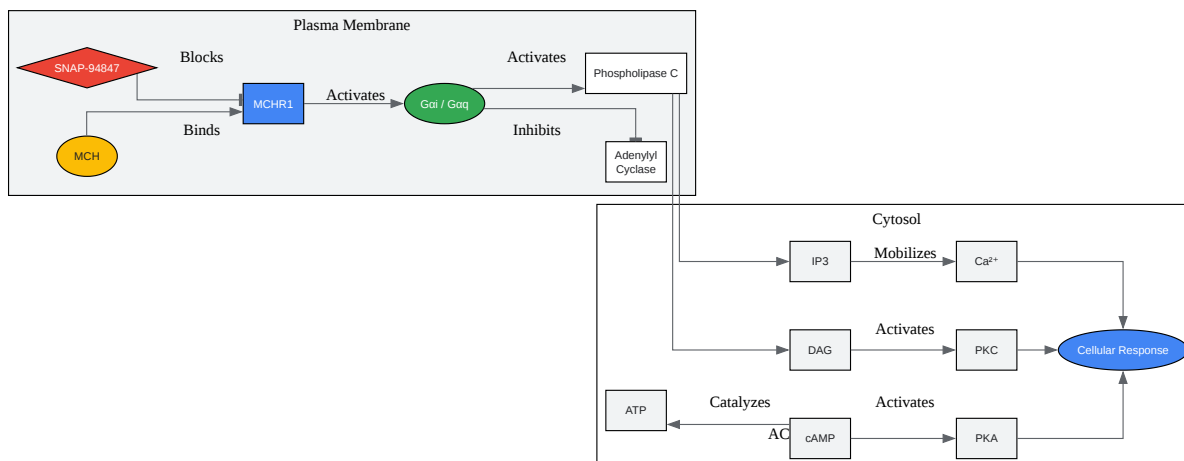 Plasma Membrane
SNAP-94847
Blocks
MCHR1
Activates
Gαi / Gαq
Activates
Phospholipase C
MCH
Binds
Inhibits
Adenylyl
Cyclase
Cytosol
IP3
Mobilizes
Ca²⁺
DAG
Activates
PKC
Cellular Response
ATP
Catalyzes
AC
cAMP
Activates
PKA